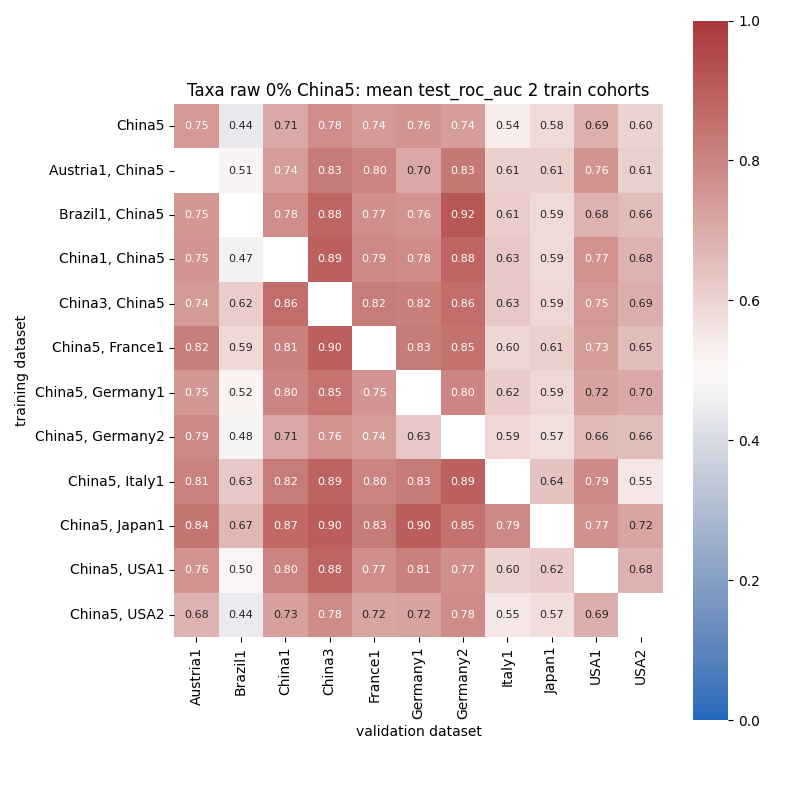 Taxa raw 0% China5: mean test_roc_auc 2 train cohorts
training dataset
China5 0.75 0.44 0.71 0.78 0.74 0.76 0.74 0.54 0.58 0.69 0.60
Austria1, China5 0.51 0.74 0.83 0.80 0.70 0.83 0.61 0.61 0.76 0.61
Brazil1, China5 0.75 0.78 0.88 0.77 0.76 0.92 0.61 0.59 0.68 0.66
China1, China5 0.75 0.47 0.89 0.79 0.78 0.88 0.63 0.59 0.77 0.68
China3, China5 0.74 0.62 0.86 0.82 0.82 0.86 0.63 0.59 0.75 0.69
China5, France1 0.82 0.59 0.81 0.90 0.83 0.85 0.60 0.61 0.73 0.65
China5, Germany1 0.75 0.52 0.80 0.85 0.75 0.80 0.62 0.59 0.72 0.70
China5, Germany2 0.79 0.48 0.71 0.76 0.74 0.63 0.59 0.57 0.66 0.66
China5, Italy1 0.81 0.63 0.82 0.89 0.80 0.83 0.89 0.64 0.79 0.55
China5, Japan1 0.84 0.67 0.87 0.90 0.83 0.90 0.85 0.79 0.77 0.72
China5, USA1 0.76 0.50 0.80 0.88 0.77 0.81 0.77 0.60 0.62 0.68
China5, USA2 0.68 0.44 0.73 0.78 0.72 0.72 0.78 0.55 0.57 0.69
Austria1 Brazil1 China1 China3 France1 Germany1 Germany2 Italy1 Japan1 USA1 USA2
validation dataset
1.0
0.8
0.6
0.4
0.2
0.0